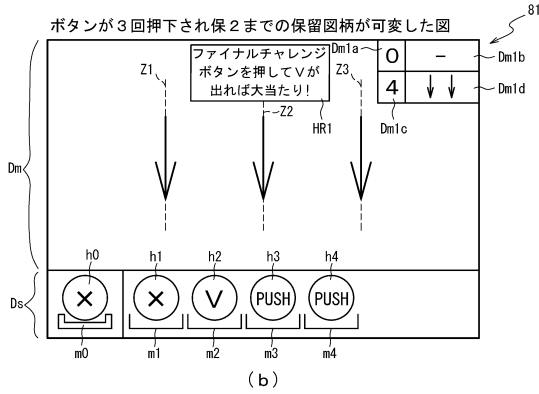 ボタンが３回押下され保２までの保留図柄が可変した図
81
ファイナルチャレンジ
ボタンを押してＶが
出れば大当たり!
HR1
Z1
Z2
Z3
Dm1a
0
-
Dm1b
4
Dm1d
Dm1c
Dm
Ds
h0
h1
h2
h3
h4
×
×
V
PUSH
PUSH
m0
m1
m2
m3
m4
(b)